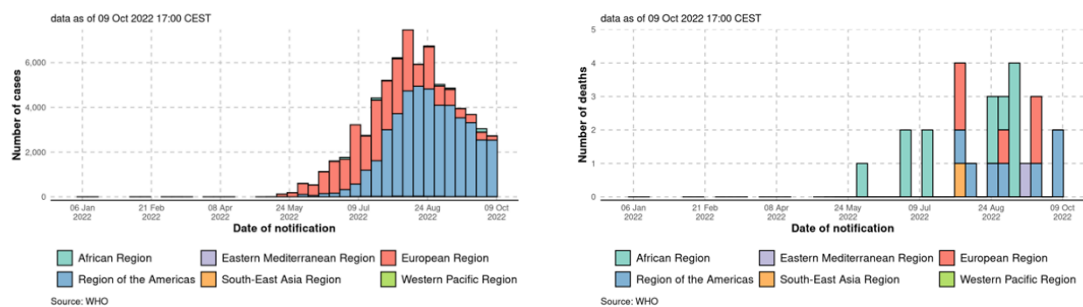 data as of 09 Oct 2022 17:00 CEST
Number of cases
6,000
4,000
2,000
0
06 Jan 2022
21 Feb 2022
08 Apr 2022
24 May 2022
09 Jul 2022
24 Aug 2022
09 Oct 2022
Date of notification
African Region
Eastern Mediterranean Region
European Region
Region of the Americas
South-East Asia Region
Western Pacific Region
Source: WHO
data as of 09 Oct 2022 17:00 CEST
Number of deaths
5
4
3
2
1
0
06 Jan 2022
21 Feb 2022
08 Apr 2022
24 May 2022
09 Jul 2022
24 Aug 2022
09 Oct 2022
Date of notification
African Region
Eastern Mediterranean Region
European Region
Region of the Americas
South-East Asia Region
Western Pacific Region
Source: WHO